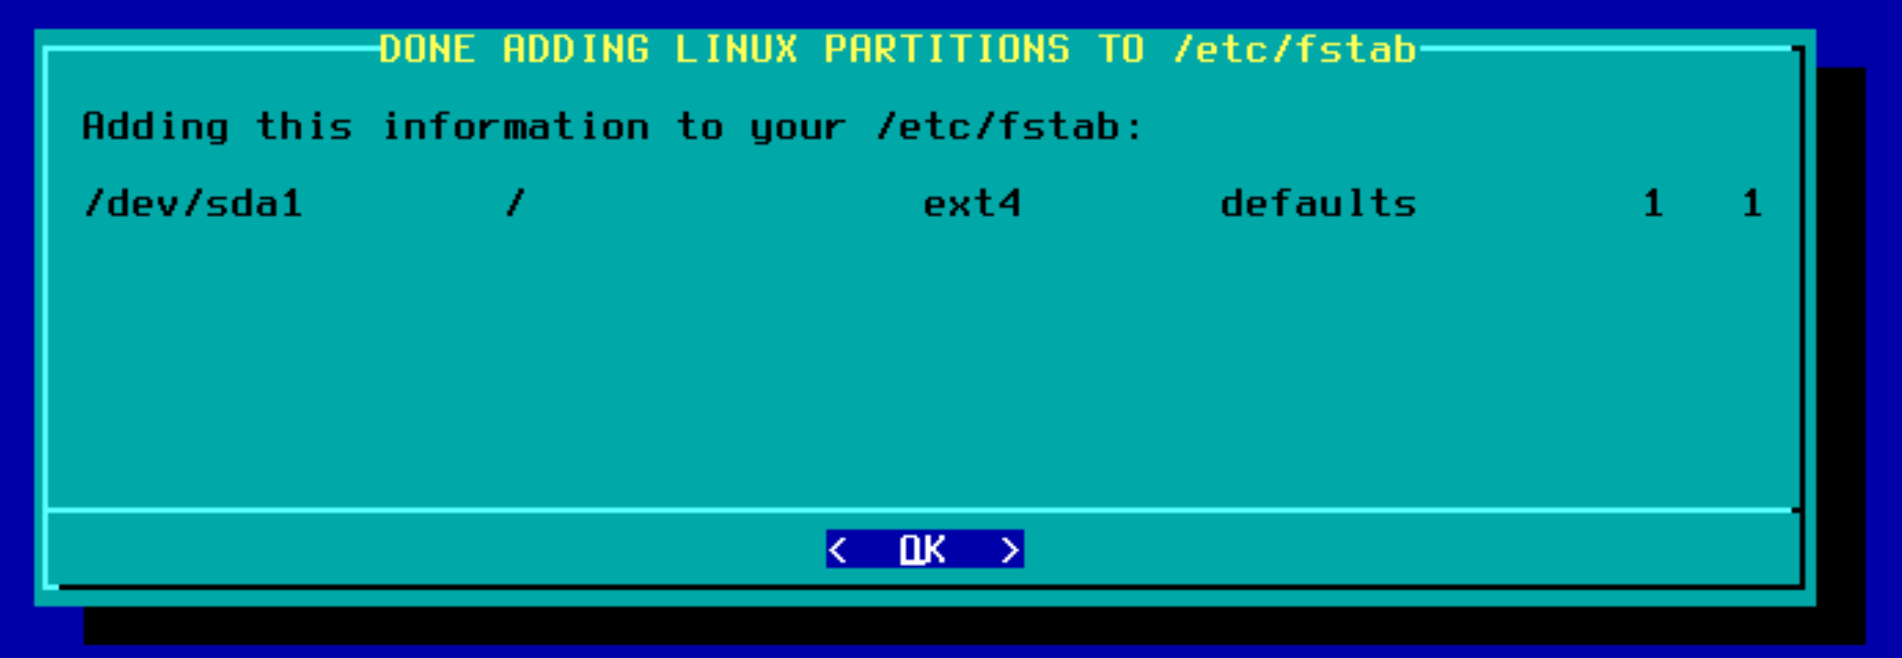 DONE ADDING LINUX PARTITIONS TO /etc/fstab
Adding this information to your /etc/fstab:
/dev/sda1 / ext4 defaults 1 1
< OK >